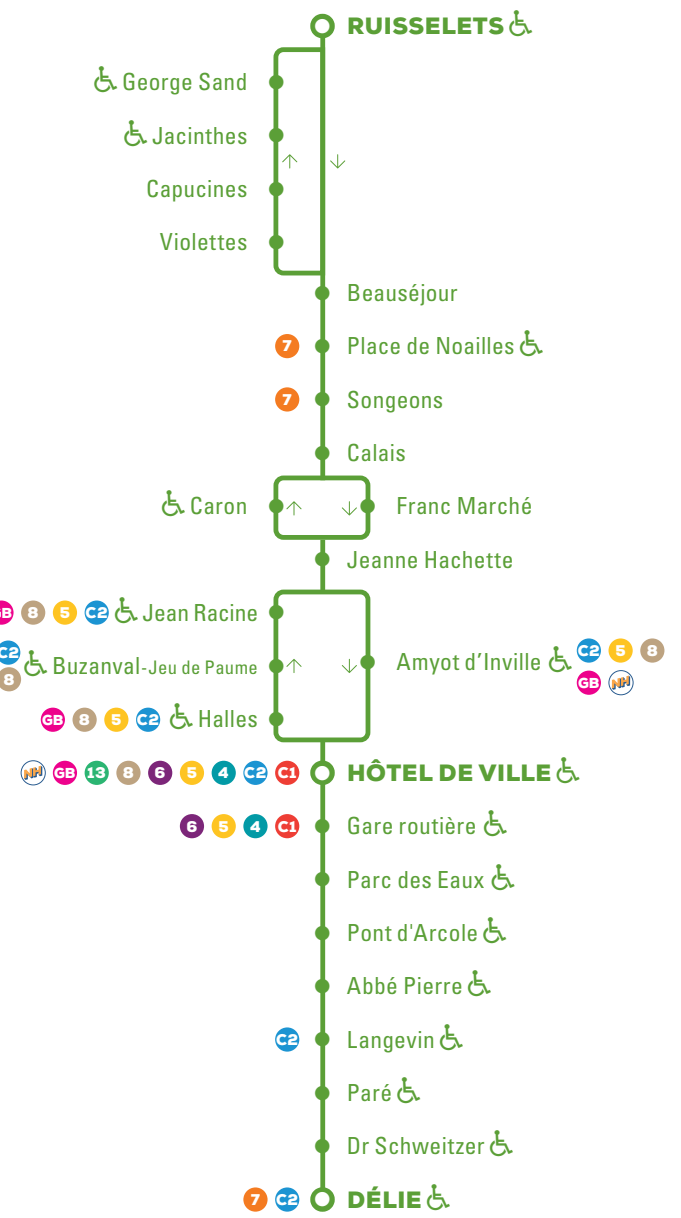 RUISSELETS
George Sand
Jacinthes
Capucines
Violettes
Beauséjour
7 Place de Noailles
7 Songeons
Calais
Caron Franc Marché
Jeanne Hachette
GB 8 5 C2 Jean Racine
C2 Buzanval-Jeu de Paume
8
Amyot d'Inville C2 5 8
GB NH
GB 8 5 C2 Halles
NH GB 13 8 6 5 4 C2 C1 HÔTEL DE VILLE
6 5 4 C1 Gare routière
Parc des Eaux
Pont d'Arcole
Abbé Pierre
C2 Langevin
Paré
Dr Schweitzer
7 C2 DÉLIE